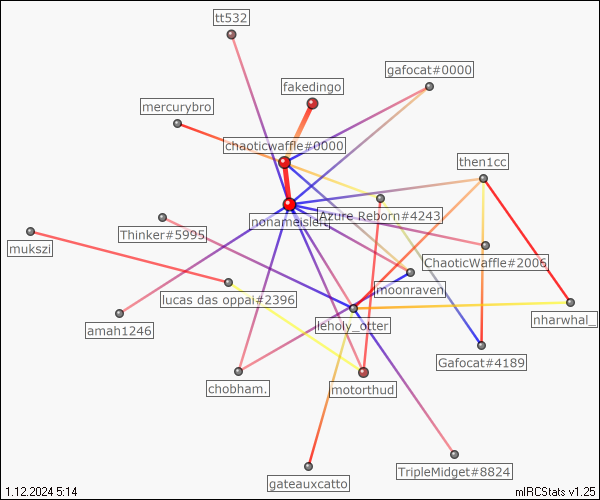 tt532
gafocat#0000
fakedingo
mercurybro
chaoticwaffle#0000
then1cc
Azure Reborn#4243
nonameisleft
Thinker#5995
mukszi
ChaoticWaffle#2006
moonraven
lucas das oppai#2396
leholy_otter
nharwhal_
amah1246
Gafocat#4189
chobham.
motorthud
gateauxcatto
TripleMidget#8824
1.12.2024 5:14
mIRCStats v1.25